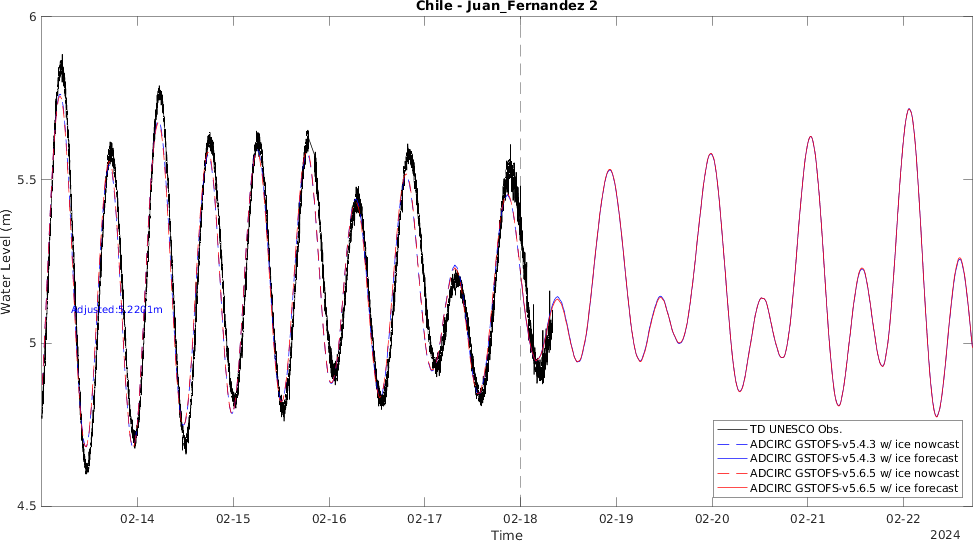 Chile - Juan_Fernandez 2
6
5.5
5
4.5
Water Level (m)
Adjusted:5.2201m
TD UNESCO Obs.
ADCIRC GSTOFS-v5.4.3 w/ ice nowcast
ADCIRC GSTOFS-v5.4.3 w/ ice forecast
ADCIRC GSTOFS-v5.6.5 w/ ice nowcast
ADCIRC GSTOFS-v5.6.5 w/ ice forecast
02-14 02-15 02-16 02-17 02-18 02-19 02-20 02-21 02-22
Time
2024